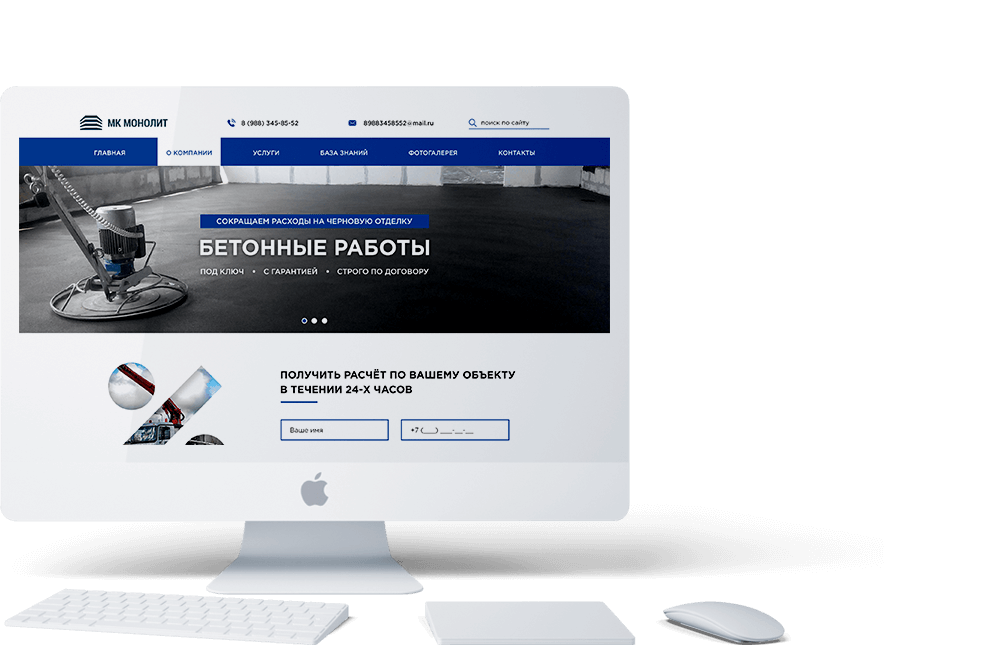 МК МОНОЛИТ
8 (988) 345-85-52
89883458552@mail.ru
поиск по сайту
ГЛАВНАЯ
О КОМПАНИИ
УСЛУГИ
БАЗА ЗНАНИЙ
ФОТОГАЛЕРЕЯ
КОНТАКТЫ
СОКРАЩАЕМ РАСХОДЫ НА ЧЕРНОВУЮ ОТДЕЛКУ
БЕТОННЫЕ РАБОТЫ
ПОД КЛЮЧ • С ГАРАНТИЕЙ • СТРОГО ПО ДОГОВОРУ
ПОЛУЧИТЬ РАСЧЁТ ПО ВАШЕМУ ОБЪЕКТУ
В ТЕЧЕНИИ 24-Х ЧАСОВ
Ваше имя
+7 (___) ___-__-__